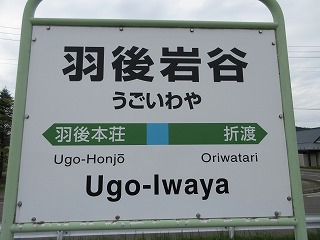 羽後岩谷
うごいわや
羽後本荘 折渡
Ugo-Honjō Oriwatari
Ugo-Iwaya